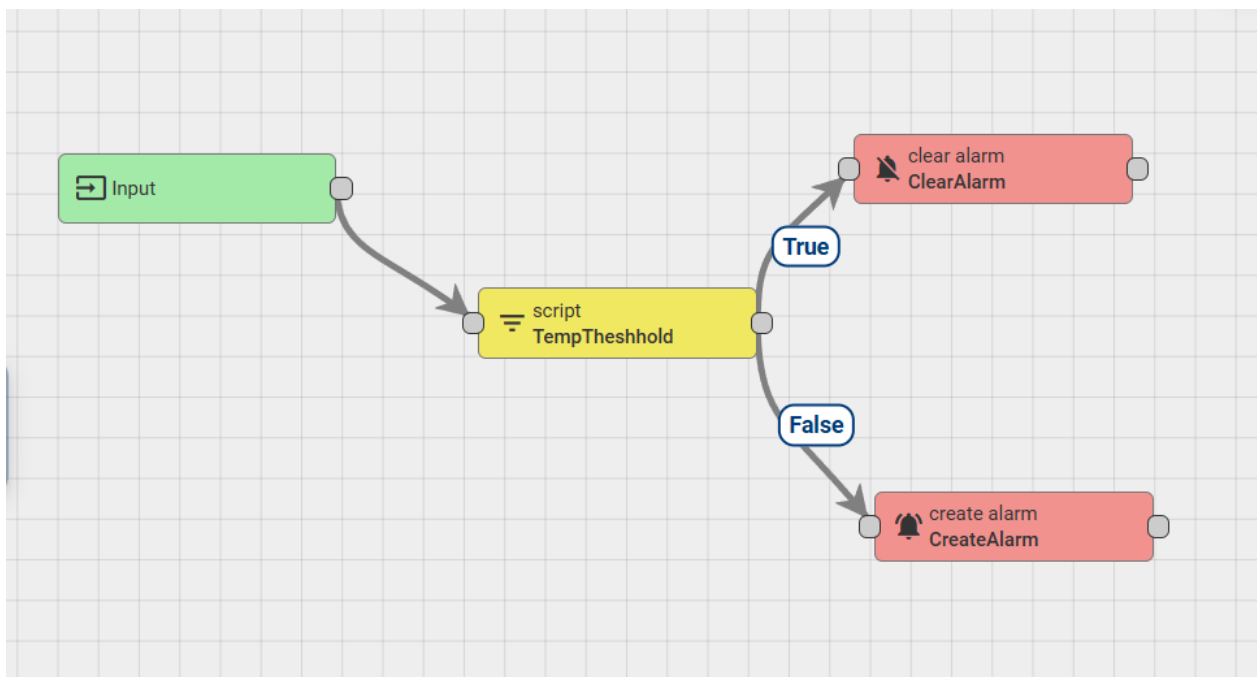 Input
script
TempTheshhold
clear alarm
ClearAlarm
True
False
create alarm
CreateAlarm